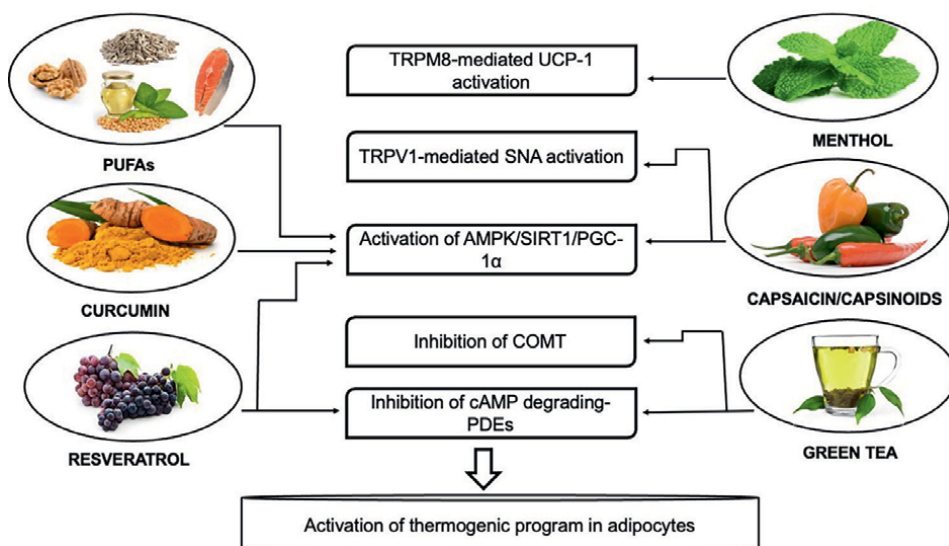 PUFAs
CURCUMIN
RESVERATROL
TRPM8-mediated UCP-1
activation
TRPV1-mediated SNA activation
Activation of AMPK/SIRT1/PGC-
1α
Inhibition of COMT
Inhibition of cAMP degrading-
PDEs
MENTHOL
CAPSAICIN/CAPSINOIDS
GREEN TEA
Activation of thermogenic program in adipocytes